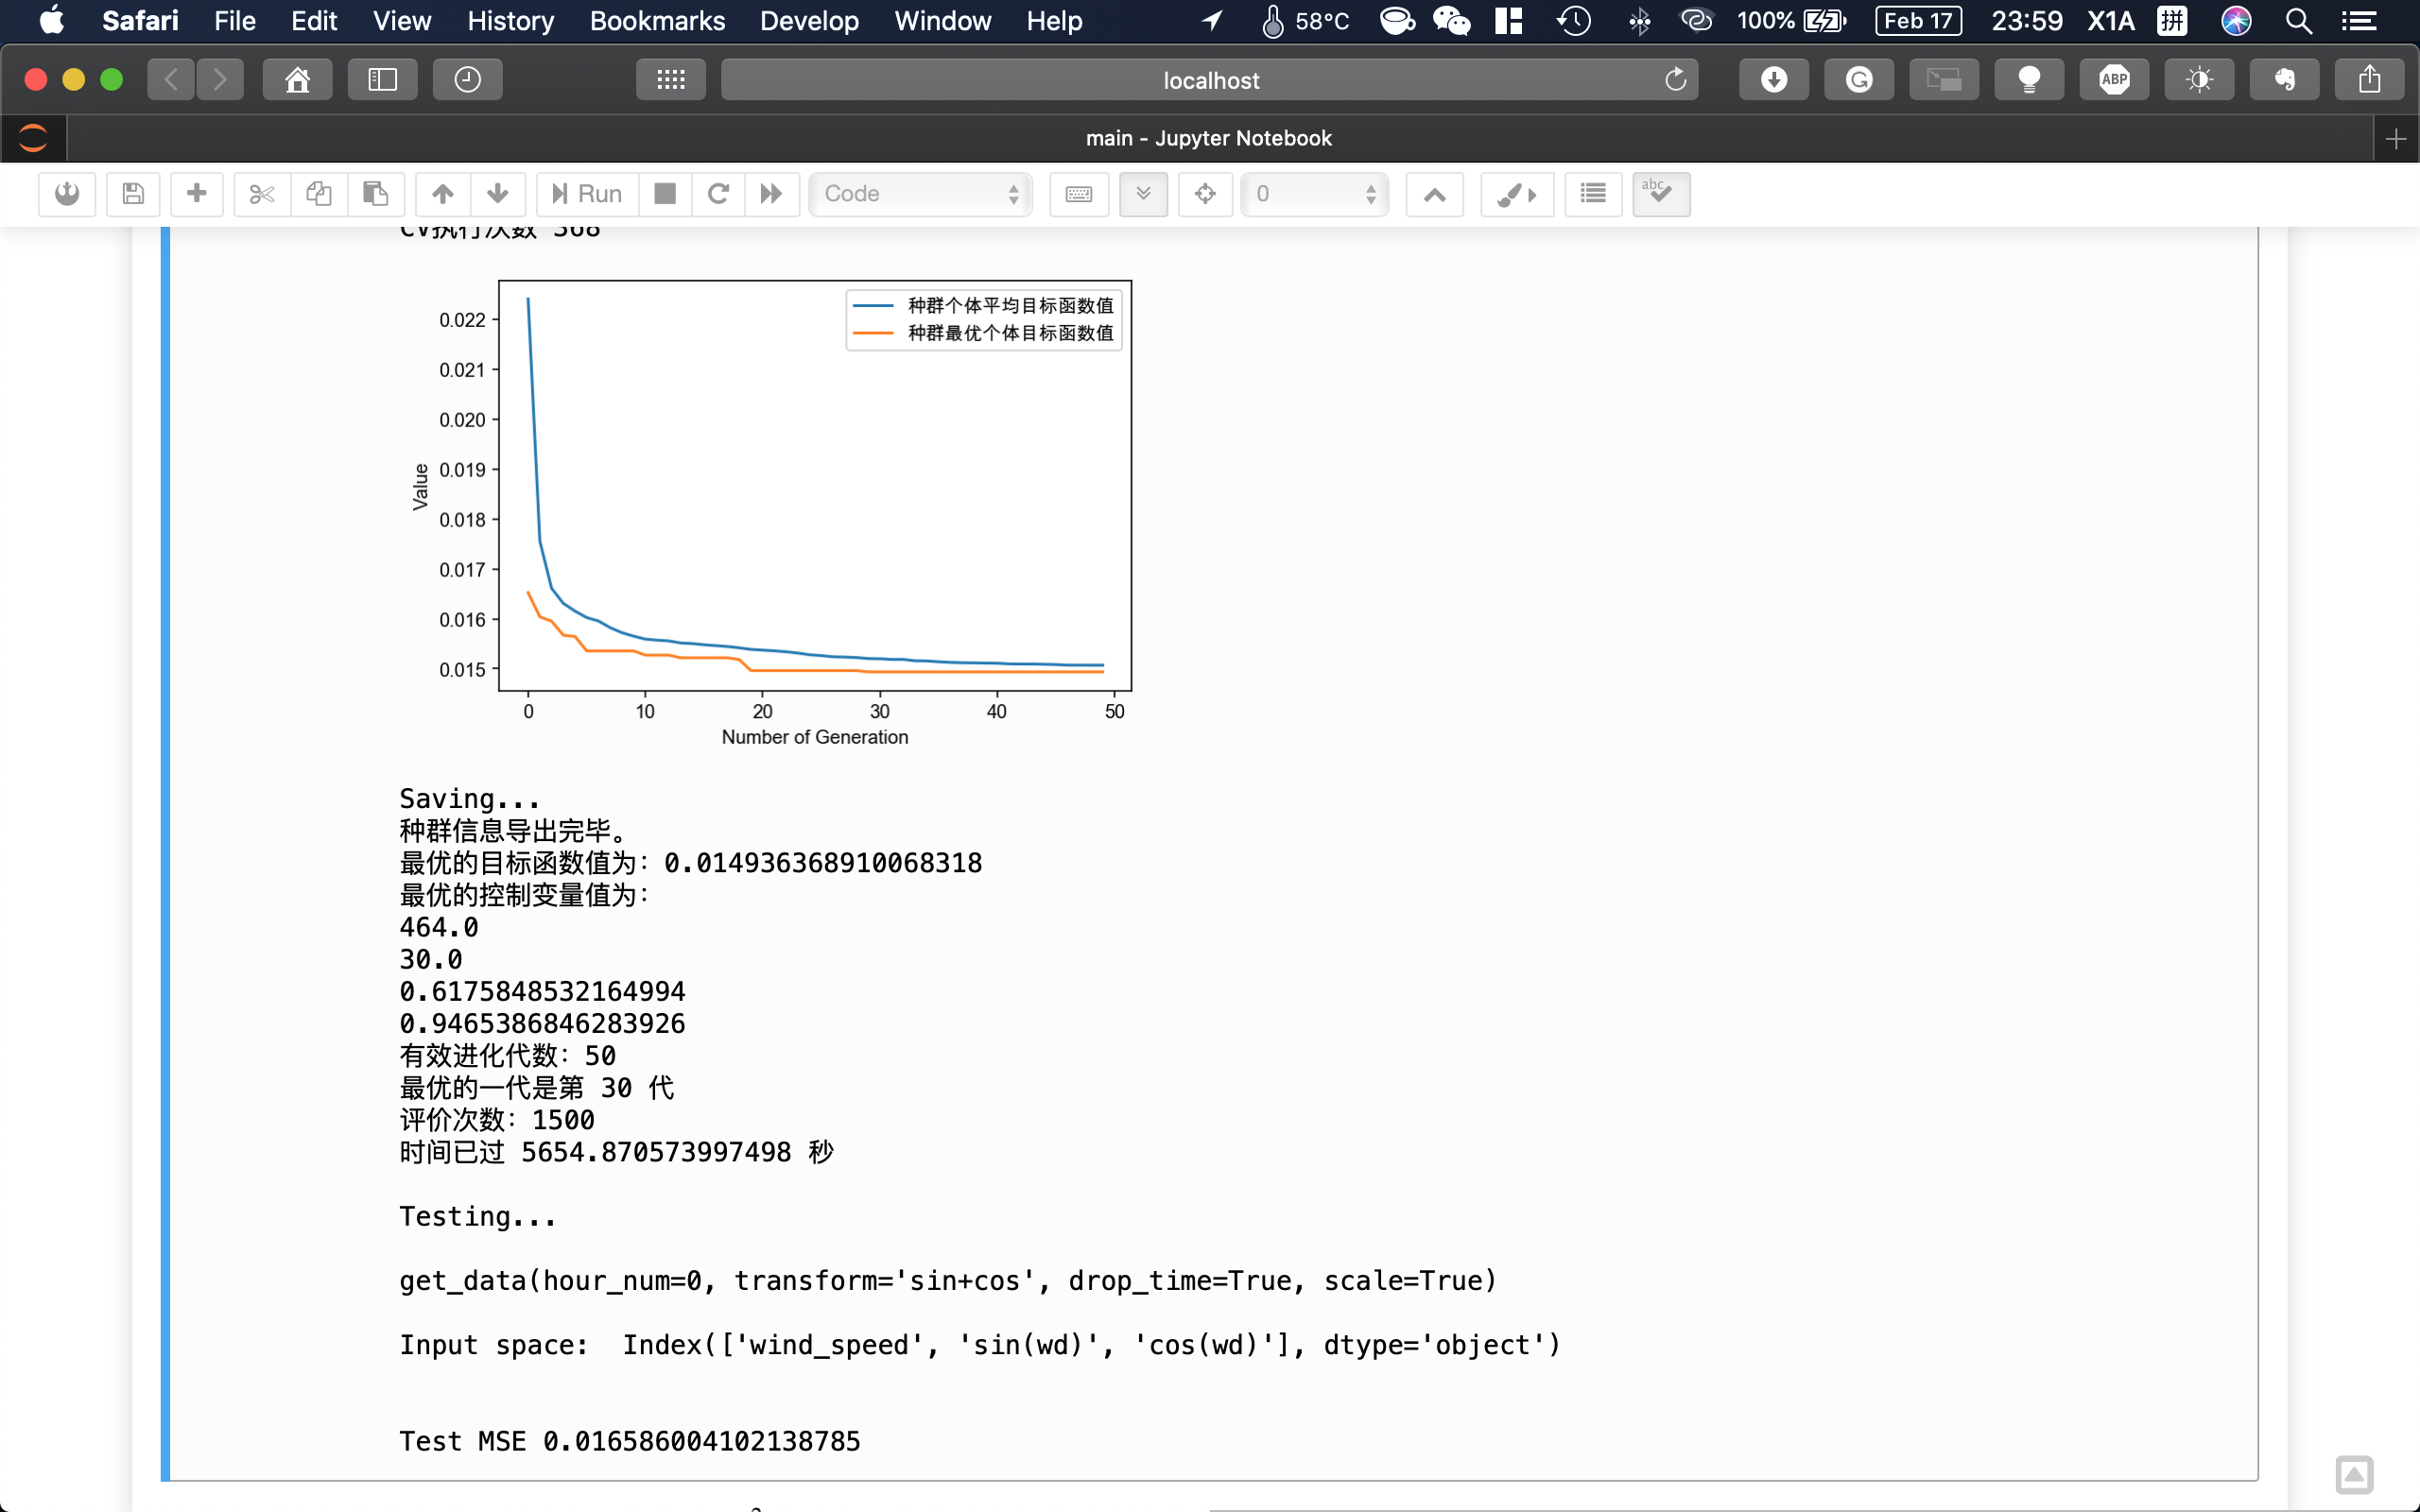 Safari File Edit View History Bookmarks Develop Window Help 58°C 100% Feb 17 23:59 X1A 拼
localhost
ABP
main - Jupyter Notebook
Run Code 0 abc
CV执行次数 568
种群个体平均目标函数值
种群最优个体目标函数值
0.022
0.021
0.020
0.019
0.018
0.017
0.016
0.015
Value
0 10 20 30 40 50
Number of Generation
Saving...
种群信息导出完毕。
最优的目标函数值为：0.014936368910068318
最优的控制变量值为：
464.0
30.0
0.6175848532164994
0.9465386846283926
有效进化代数：50
最优的一代是第 30 代
评价次数：1500
时间已过 5654.870573997498 秒
Testing...
get_data(hour_num=0, transform='sin+cos', drop_time=True, scale=True)
Input space:  Index(['wind_speed', 'sin(wd)', 'cos(wd)'], dtype='object')
Test MSE 0.016586004102138785